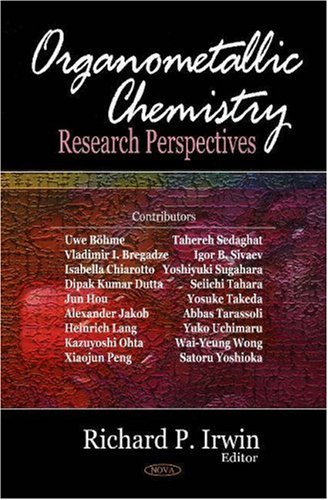 Organometallic
Chemistry
Research Perspectives
Contributors
Uwe Böhme
Vladimir I. Bregadze
Isabella Chiarotto
Dipak Kumar Dutta
Jun Hou
Alexander Jakob
Heinrich Lang
Kazuyoshi Ohta
Xiaojun Peng
Tahereh Sedaghat
Igor B. Sivaev
Yoshiyuki Sugahara
Seiichi Tahara
Yosuke Takeda
Abbas Tarassoli
Yuko Uchimaru
Wai-Yeung Wong
Satoru Yoshioka
Richard P. Irwin
Editor
NOVA